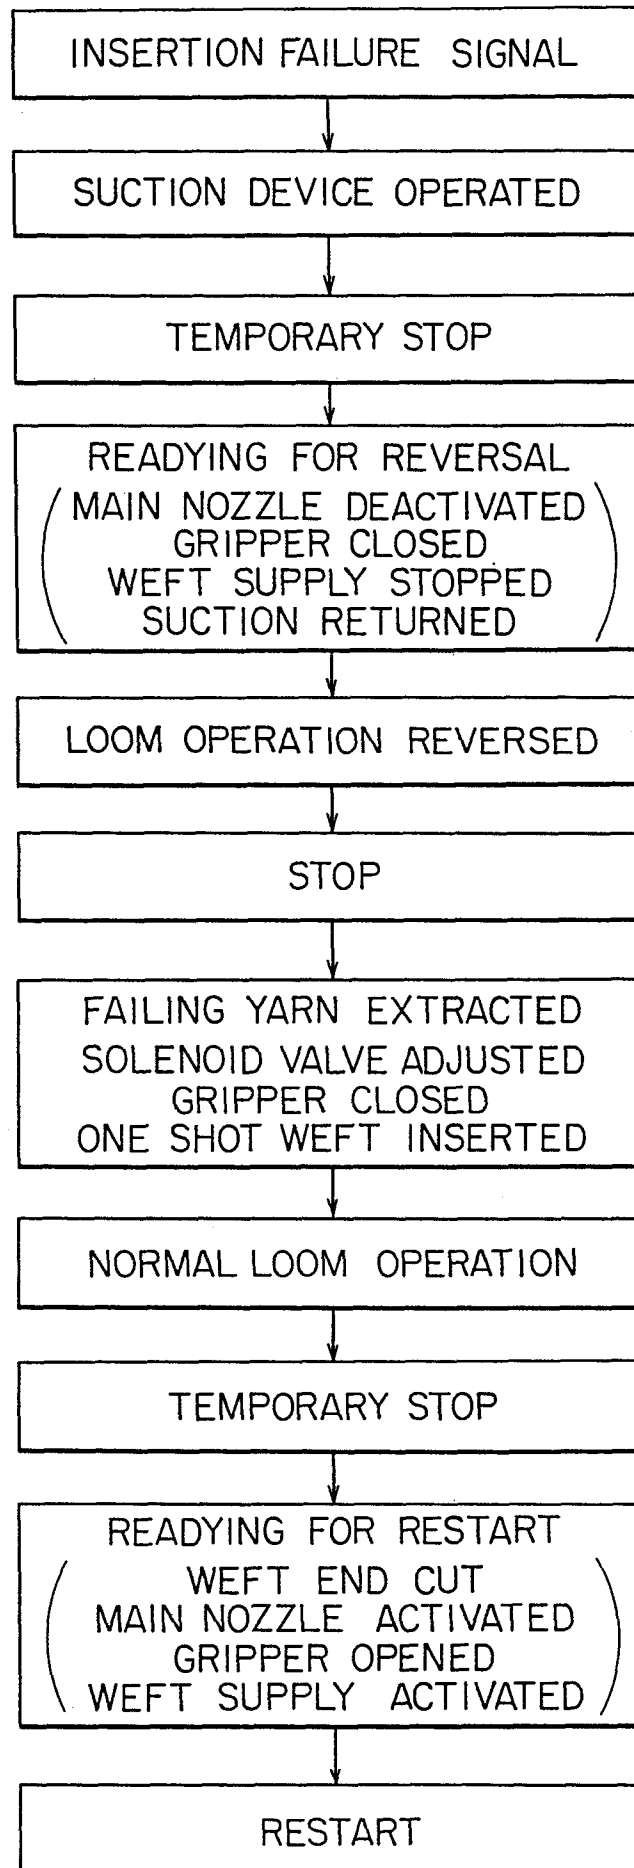 INSERTION FAILURE SIGNAL
SUCTION DEVICE OPERATED
TEMPORARY STOP
READYING FOR REVERSAL
(MAIN NOZZLE DEACTIVATED
GRIPPER CLOSED
WEFT SUPPLY STOPPED
SUCTION RETURNED)
LOOM OPERATION REVERSED
STOP
FAILING YARN EXTRACTED
SOLENOID VALVE ADJUSTED
GRIPPER CLOSED
ONE SHOT WEFT INSERTED
NORMAL LOOM OPERATION
TEMPORARY STOP
READYING FOR RESTART
(WEFT END CUT
MAIN NOZZLE ACTIVATED
GRIPPER OPENED
WEFT SUPPLY ACTIVATED)
RESTART